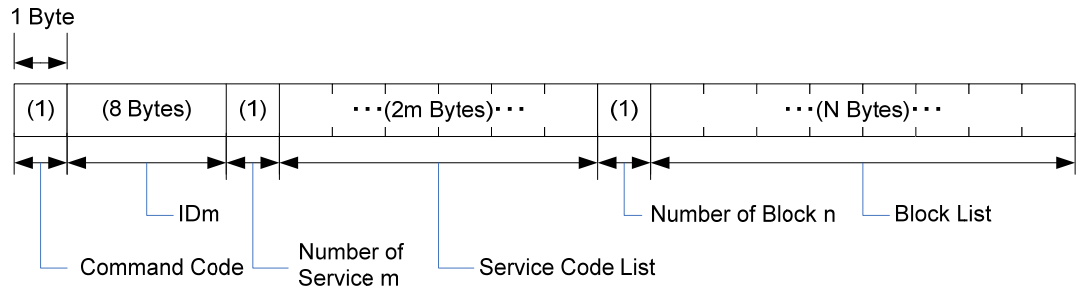 1 Byte
(1) (8 Bytes) (1) ···(2m Bytes)··· (1) ···(N Bytes)···
IDm Number of Block n Block List
Command Code Number of Service m Service Code List